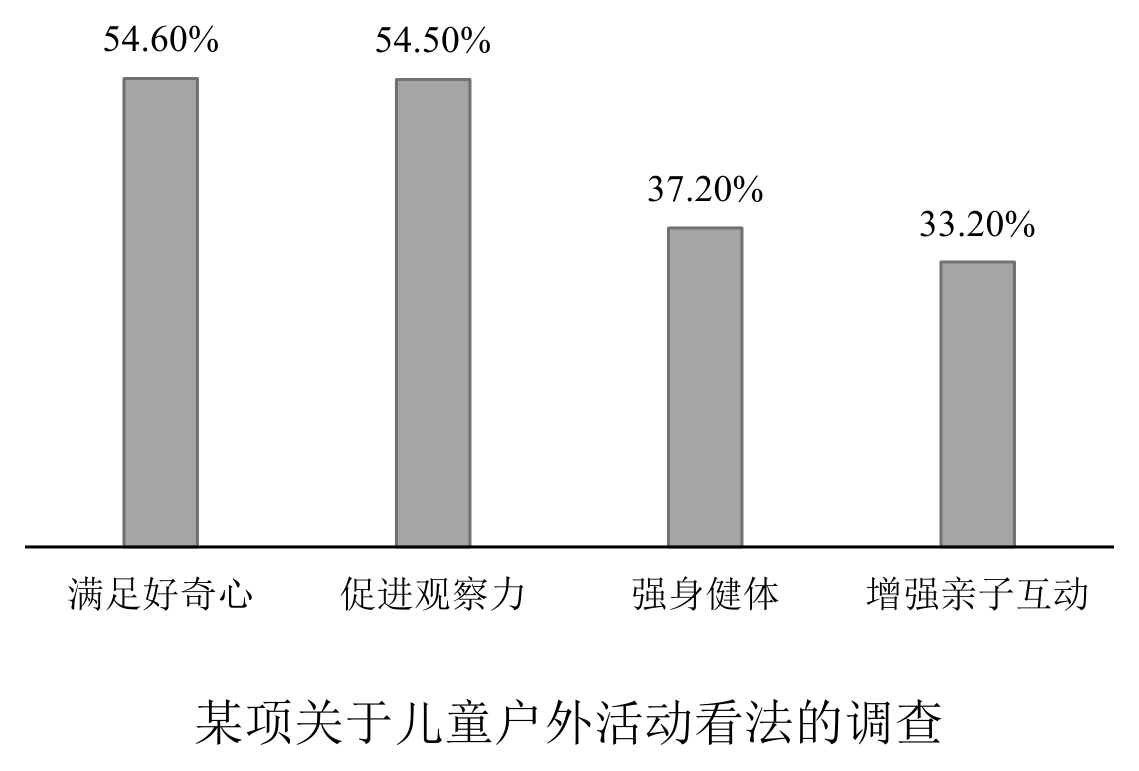 54.60%
54.50%
37.20%
33.20%
满足好奇心
促进观察力
强身健体
增强亲子互动
某项关于儿童户外活动看法的调查